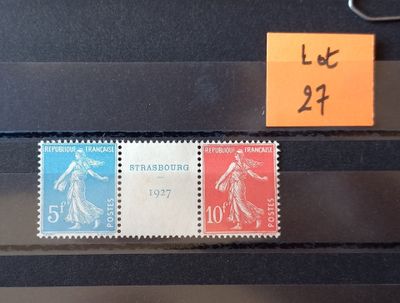 Lot
27
REPUBLIQUE FRANÇAISE
5f
POSTES
STRASBOURG
1927
REPUBLIQUE FRANÇAISE
10f
POSTES